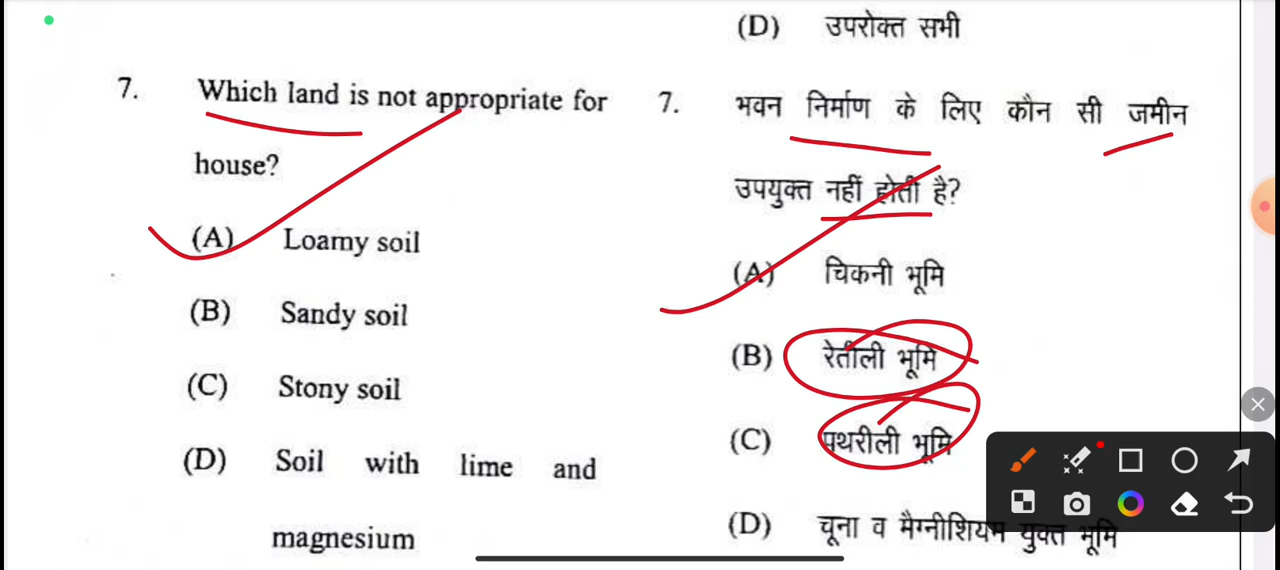 (D) उपरोक्त सभी
7. Which land is not appropriate for
house?
(A) Loamy soil
(B) Sandy soil
(C) Stony soil
(D) Soil with lime and
magnesium
7. भवन निर्माण के लिए कौन सी जमीन
उपयुक्त नहीं होती है?
(A) चिकनी भूमि
(B) रेतीली भूमि
(C) पथरीली भूमि
(D) चूना व मैग्नीशियम युक्त भूमि